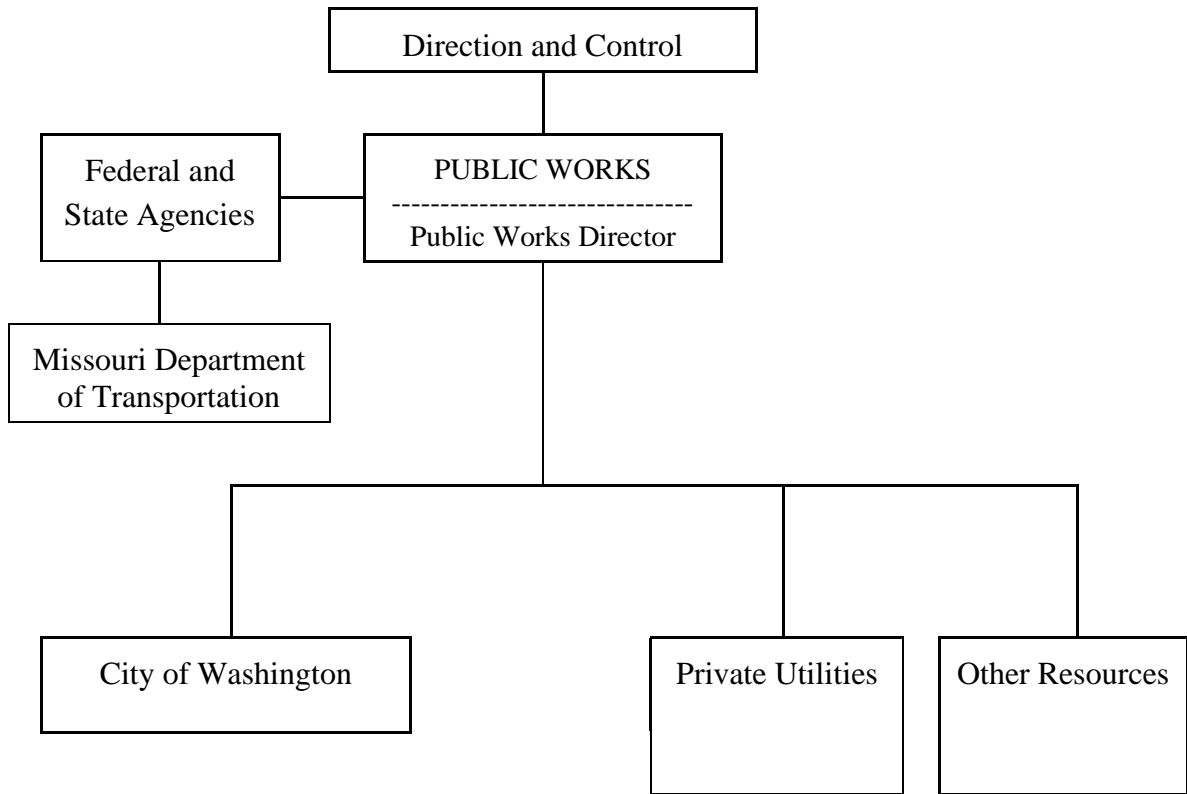 Direction and Control
Federal and
State Agencies
PUBLIC WORKS
-------------------------------
Public Works Director
Missouri Department
of Transportation
City of Washington
Private Utilities
Other Resources